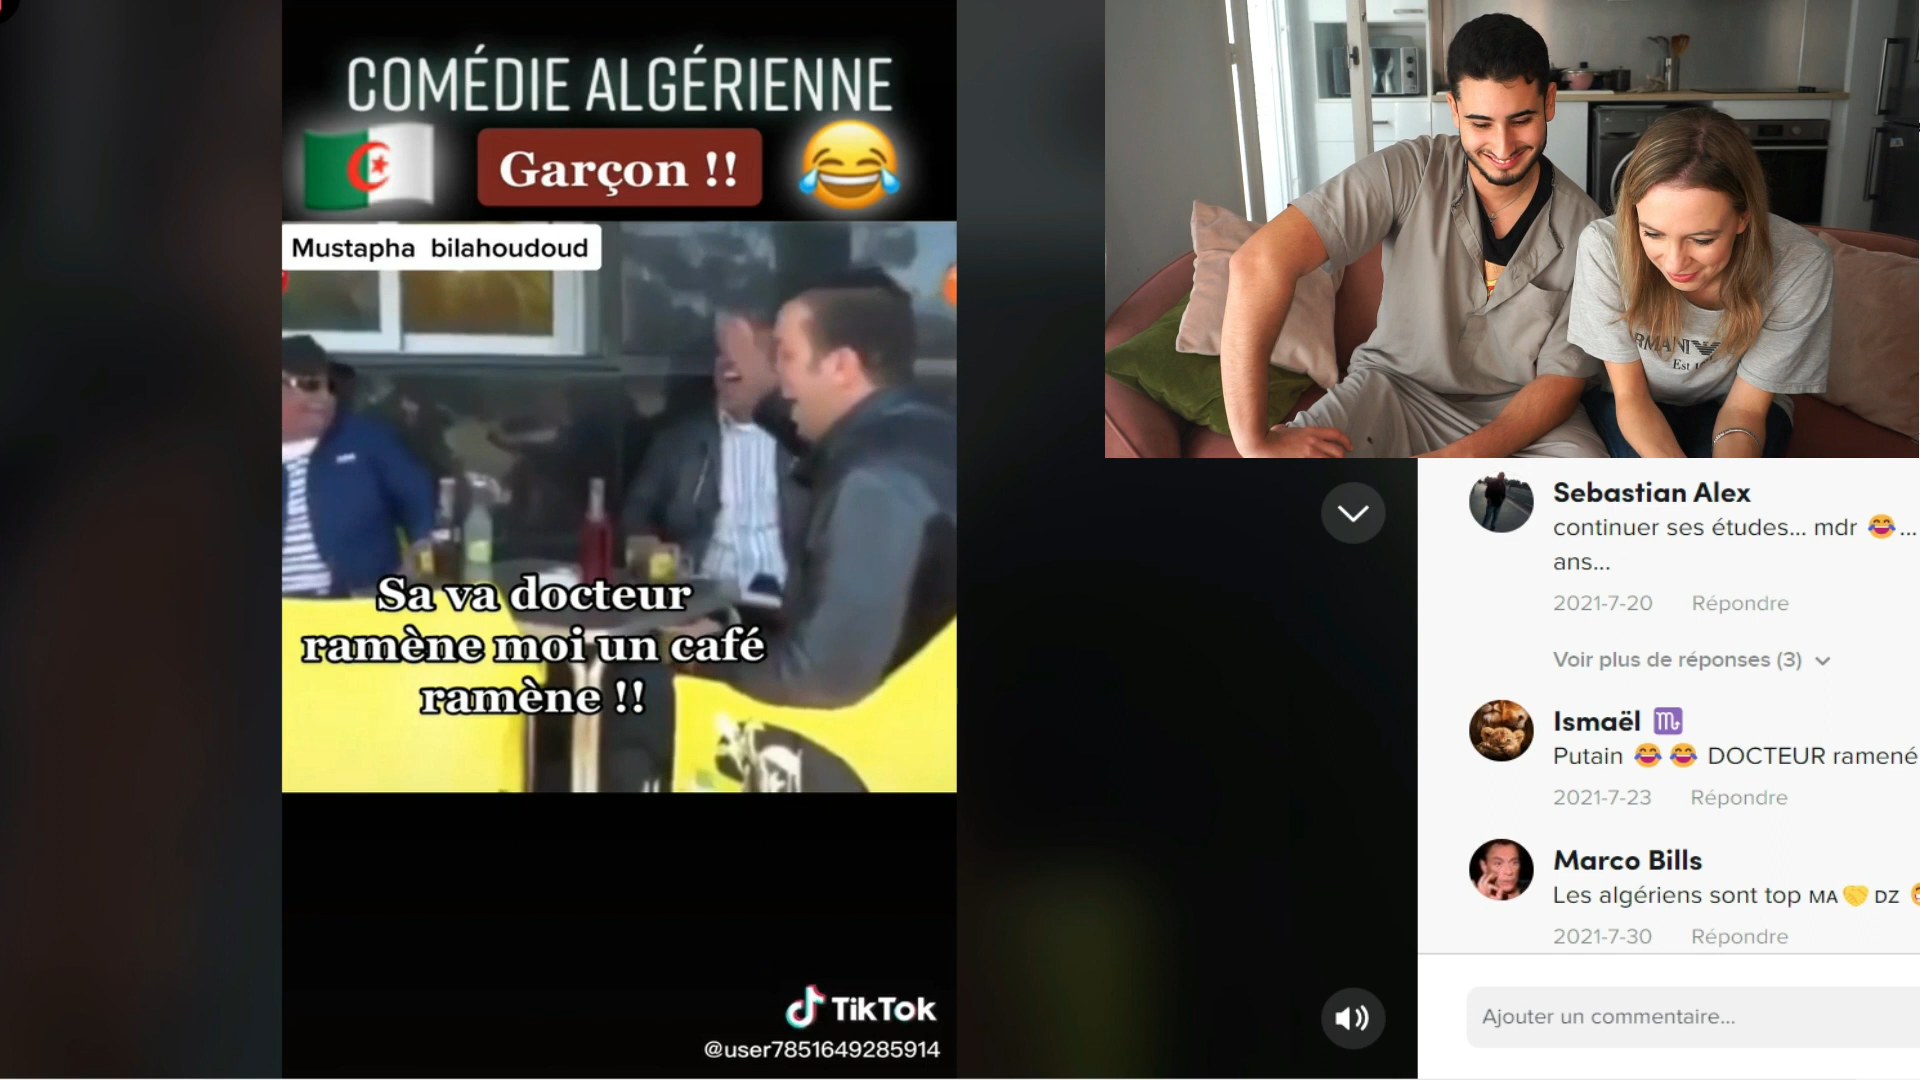 COMÉDIE ALGÉRIENNE
Garçon !!
Mustapha bilahoudoud
Sa va docteur
ramène moi un café
ramène !!
TikTok
@user7851649285914
RMANI
Est
Sebastian Alex
continuer ses études... mdr 😂...
ans...
2021-7-20 Répondre
Voir plus de réponses (3)
Ismaël ♏
Putain 😂 😂 DOCTEUR ramené
2021-7-23 Répondre
Marco Bills
Les algériens sont top MA🤝 DZ
2021-7-30 Répondre
Ajouter un commentaire...